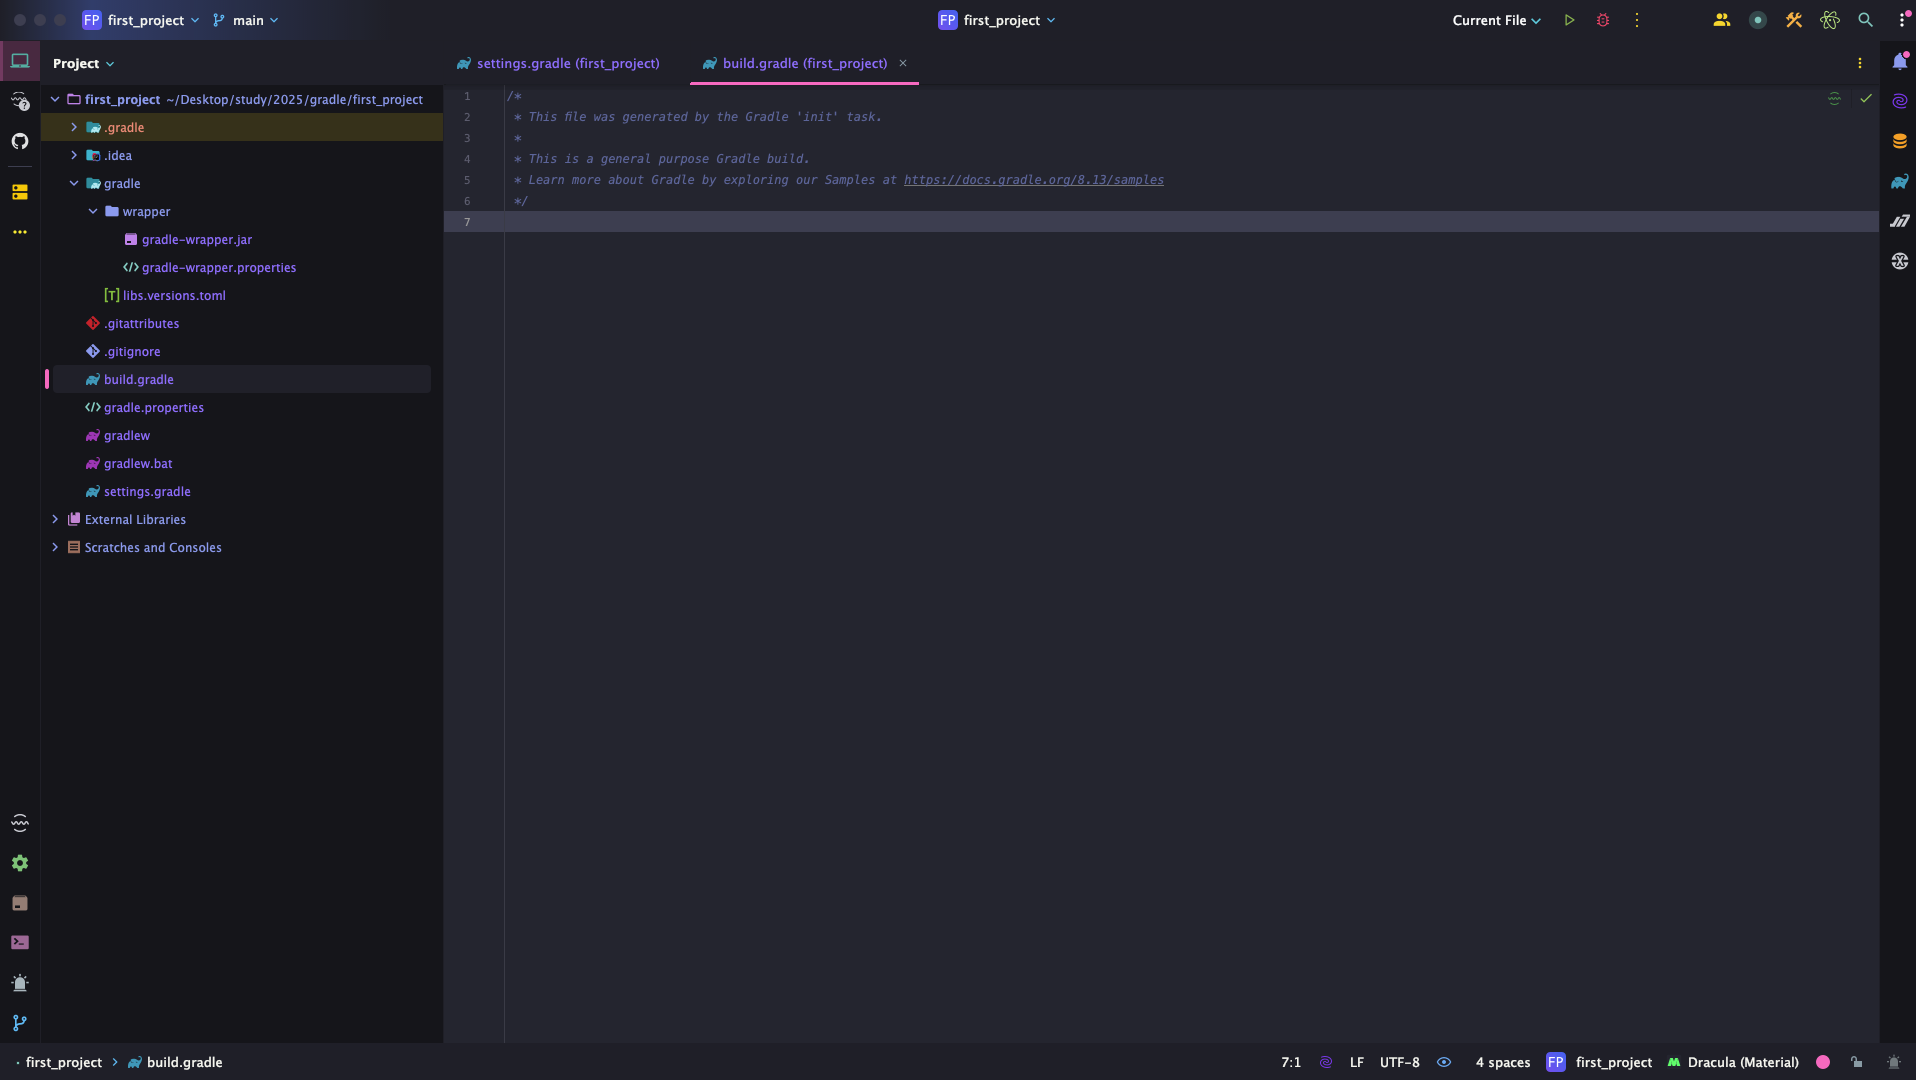 FP first_project main
FP first_project
Current File
Project
settings.gradle (first_project)
build.gradle (first_project)
first_project ~/Desktop/study/2025/gradle/first_project
.gradle
.idea
gradle
wrapper
gradle-wrapper.jar
gradle-wrapper.properties
[T] libs.versions.toml
.gitattributes
.gitignore
build.gradle
gradle.properties
gradlew
gradlew.bat
settings.gradle
External Libraries
Scratches and Consoles
1 /*
2 * This file was generated by the Gradle 'init' task.
3 *
4 * This is a general purpose Gradle build.
5 * Learn more about Gradle by exploring our Samples at https://docs.gradle.org/8.13/samples
6 */
7
first_project > build.gradle
7:1 LF UTF-8 4 spaces FP first_project Dracula (Material)